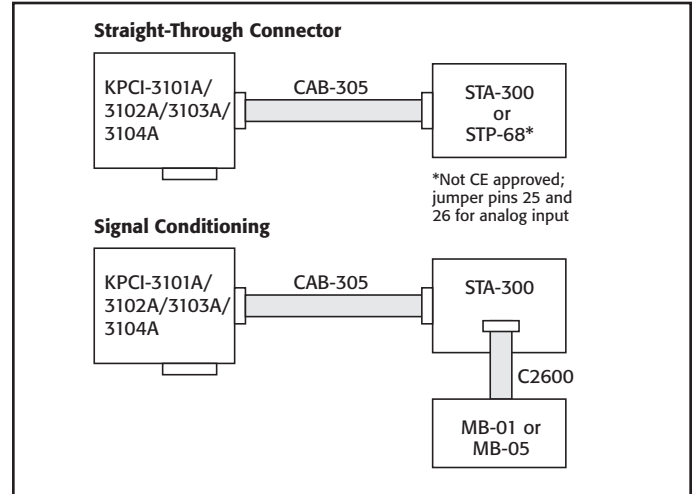 Straight-Through Connector
KPCI-3101A/
3102A/3103A/
3104A
CAB-305
STA-300
or
STP-68*
*Not CE approved;
jumper pins 25 and
26 for analog input
Signal Conditioning
KPCI-3101A/
3102A/3103A/
3104A
CAB-305
STA-300
C2600
MB-01 or
MB-05